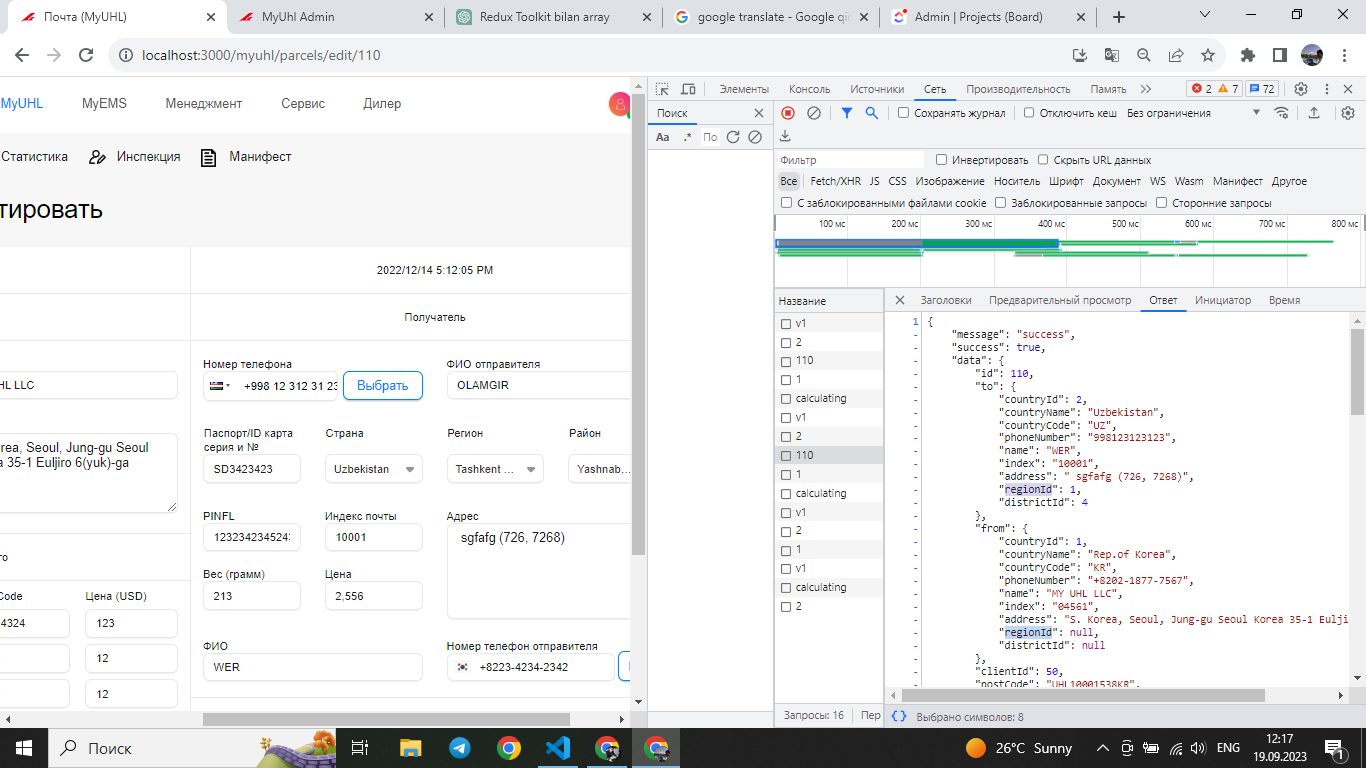 Почта (MyUHL)
MyUhl Admin
Redux Toolkit bilan array
google translate - Google qid
Admin | Projects (Board)
localhost:3000/myuhl/parcels/edit/110
MyUHL
MyEMS
Менеджмент
Сервис
Дилер
Статистика
Инспекция
Манифест
тировать
2022/12/14 5:12:05 PM
Получатель
Номер телефона
ФИО отправителя
HL LLC
+998 12 312 31 23
Выбрать
OLAMGIR
Паспорт/ID карта
серия и №
Страна
Регион
Район
rea, Seoul, Jung-gu Seoul
a 35-1 Euljiro 6(yuk)-ga
SD3423423
Uzbekistan
Tashkent ...
Yashnab...
PINFL
Индекс почты
Адрес
1232342345243
10001
sgfafg (726, 7268)
го
Вес (грамм)
Цена
Code
Цена (USD)
213
2,556
4324
123
12
12
ФИО
Номер телефон отправителя
WER
+8223-4234-2342
Элементы
Консоль
Источники
Сеть
Производительность
Память
2
7
72
Поиск
Aa
.*
По
Сохранять журнал
Отключить кеш
Без ограничения
Фильтр
Инвертировать
Скрыть URL данных
Все
Fetch/XHR
JS
CSS
Изображение
Носитель
Шрифт
Документ
WS
Wasm
Манифест
Другое
С заблокированными файлами cookie
Заблокированные запросы
Сторонние запросы
100 мс
200 мс
300 мс
400 мс
500 мс
600 мс
700 мс
800 мс
Название
v1
2
110
1
calculating
v1
2
110
1
calculating
v1
2
1
v1
calculating
2
Запросы: 16
Пер
Заголовки
Предварительный просмотр
Ответ
Инициатор
Время
1
{
"message": "success",
"success": true,
"data": {
"id": 110,
"to": {
"countryId": 2,
"countryName": "Uzbekistan",
"countryCode": "UZ",
"phoneNumber": "998123123123",
"name": "WER",
"index": "10001",
"address": " sgfafg (726, 7268)",
"regionId": 1,
"districtId": 4
},
"from": {
"countryId": 1,
"countryName": "Rep.of Korea",
"countryCode": "KR",
"phoneNumber": "+8202-1877-7567",
"name": "MY UHL LLC",
"index": "04561",
"address": "S. Korea, Seoul, Jung-gu Seoul Korea 35-1 Eulji
"regionId": null,
"districtId": null
},
"clientId": 50,
"postCode": "UHL10001538KR",
{}
Выбрано символов: 8
Поиск
26°C Sunny
ENG
12:17
19.09.2023
1